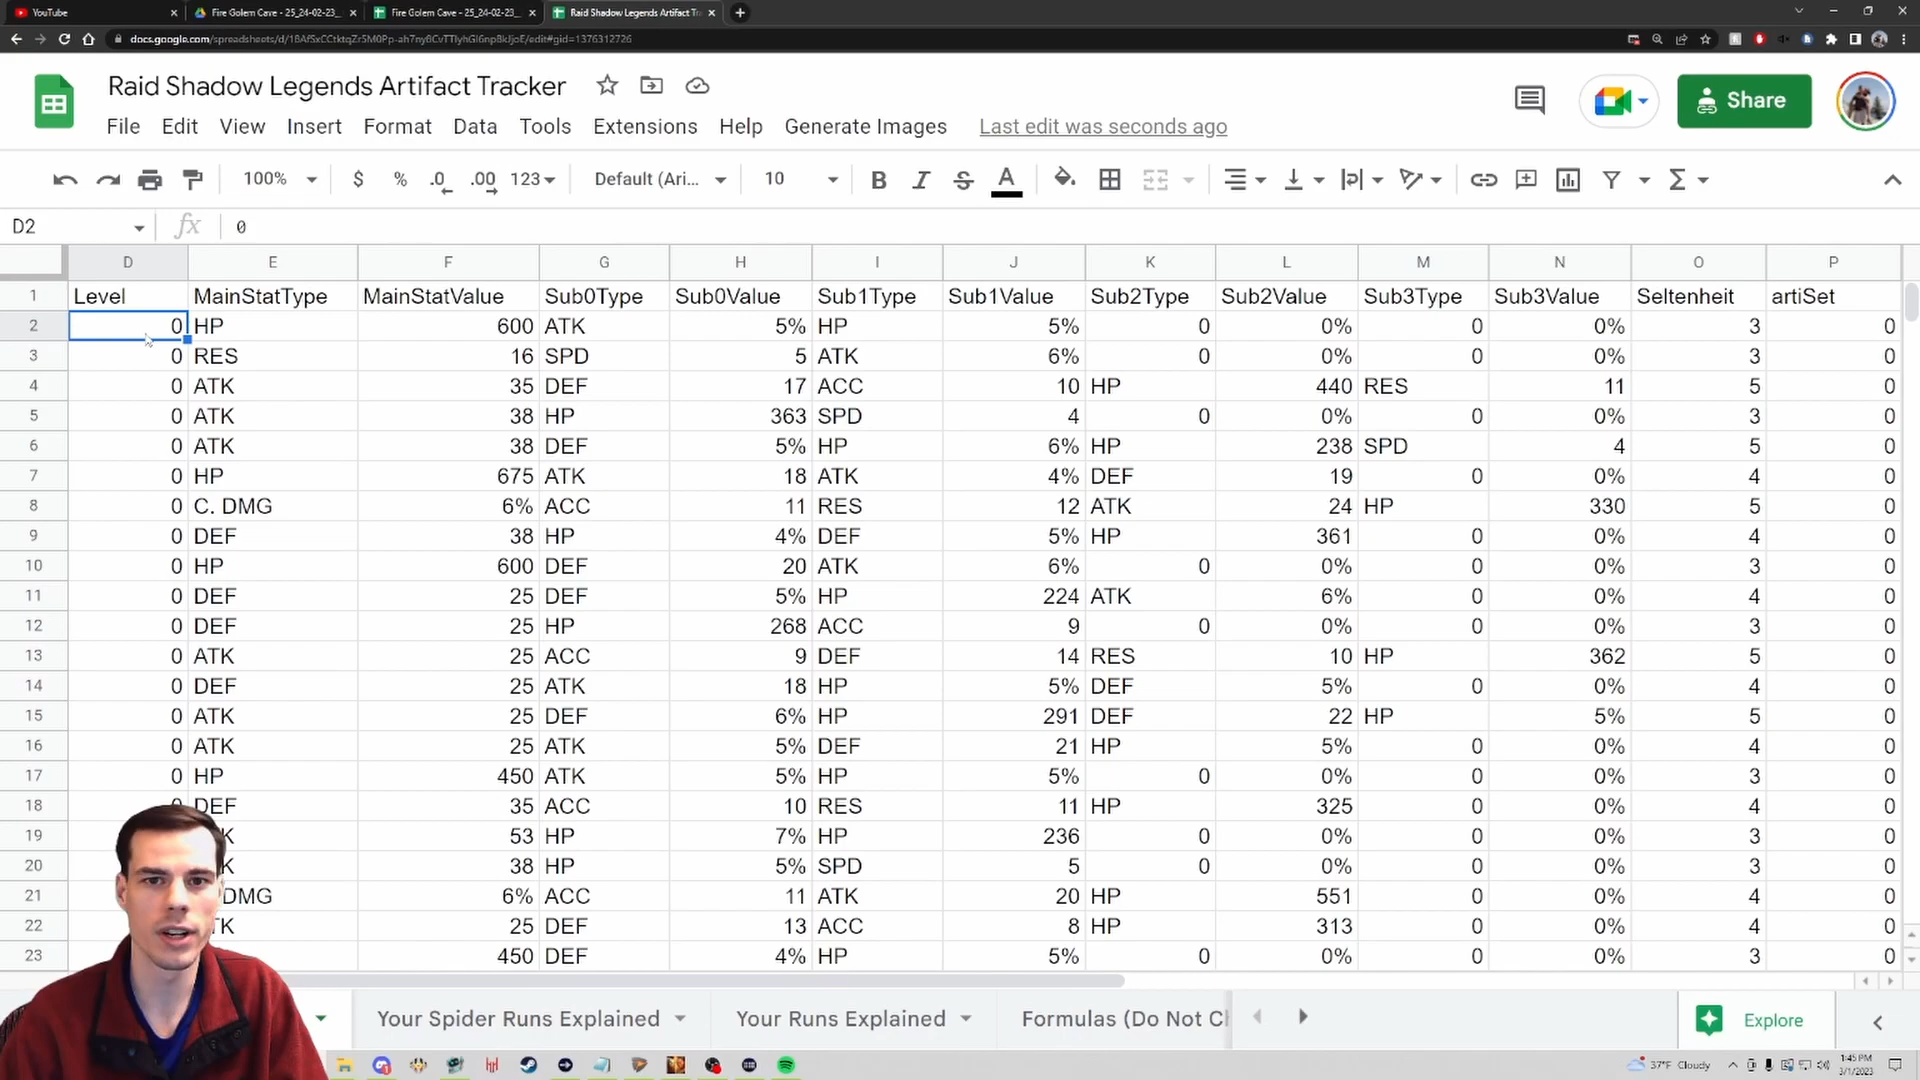 YouTube
Fire Golem Cave - 25_24-02-23_
Fire Golem Cave - 25_24-02-23_
Raid Shadow Legends Artifact Tr
Raid Shadow Legends Artifact Tracker
Share
File Edit View Insert Format Data Tools Extensions Help Generate Images Last edit was seconds ago
100% $ % .0 .00 123 Default (Ari... 10 B I S A
D2 fx 0
D E F G H I J K L M N O P
1 Level MainStatType MainStatValue Sub0Type Sub0Value Sub1Type Sub1Value Sub2Type Sub2Value Sub3Type Sub3Value Seltenheit artiSet
2 0 HP 600 ATK 5% HP 5% 0 0% 0 0% 3 0
3 0 RES 16 SPD 5 ATK 6% 0 0% 0 0% 3 0
4 0 ATK 35 DEF 17 ACC 10 HP 440 RES 11 5 0
5 0 ATK 38 HP 363 SPD 4 0 0% 0 0% 3 0
6 0 ATK 38 DEF 5% HP 6% HP 238 SPD 4 5 0
7 0 HP 675 ATK 18 ATK 4% DEF 19 0 0% 4 0
8 0 C. DMG 6% ACC 11 RES 12 ATK 24 HP 330 5 0
9 0 DEF 38 HP 4% DEF 5% HP 361 0 0% 4 0
10 0 HP 600 DEF 20 ATK 6% 0 0% 0 0% 3 0
11 0 DEF 25 DEF 5% HP 224 ATK 6% 0 0% 4 0
12 0 DEF 25 HP 268 ACC 9 0 0% 0 0% 3 0
13 0 ATK 25 ACC 9 DEF 14 RES 10 HP 362 5 0
14 0 DEF 25 ATK 18 HP 5% DEF 5% 0 0% 4 0
15 0 ATK 25 DEF 6% HP 291 DEF 22 HP 5% 5 0
16 0 ATK 25 ATK 5% DEF 21 HP 5% 0 0% 4 0
17 0 HP 450 ATK 5% HP 5% 0 0% 0 0% 3 0
18 0 DEF 35 ACC 10 RES 11 HP 325 0 0% 4 0
19 K 53 HP 7% HP 236 0 0% 0 0% 3 0
20 K 38 HP 5% SPD 5 0 0% 0 0% 3 0
21 DMG 6% ACC 11 ATK 20 HP 551 0 0% 4 0
22 TK 25 DEF 13 ACC 8 HP 313 0 0% 4 0
23 450 DEF 4% HP 5% 0 0% 0 0% 3 0
Your Spider Runs Explained Your Runs Explained Formulas (Do Not Ch Explore
37°F Cloudy 1:45 PM
3/1/2023